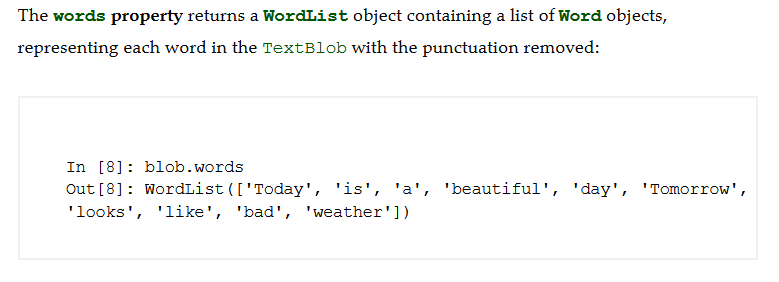 The words property returns a WordList object containing a list of Word objects,
representing each word in the TextBlob with the punctuation removed:
In [8]: blob.words
Out[8]: WordList(['Today', 'is', 'a', 'beautiful', 'day', 'Tomorrow',
'looks', 'like', 'bad', 'weather'])